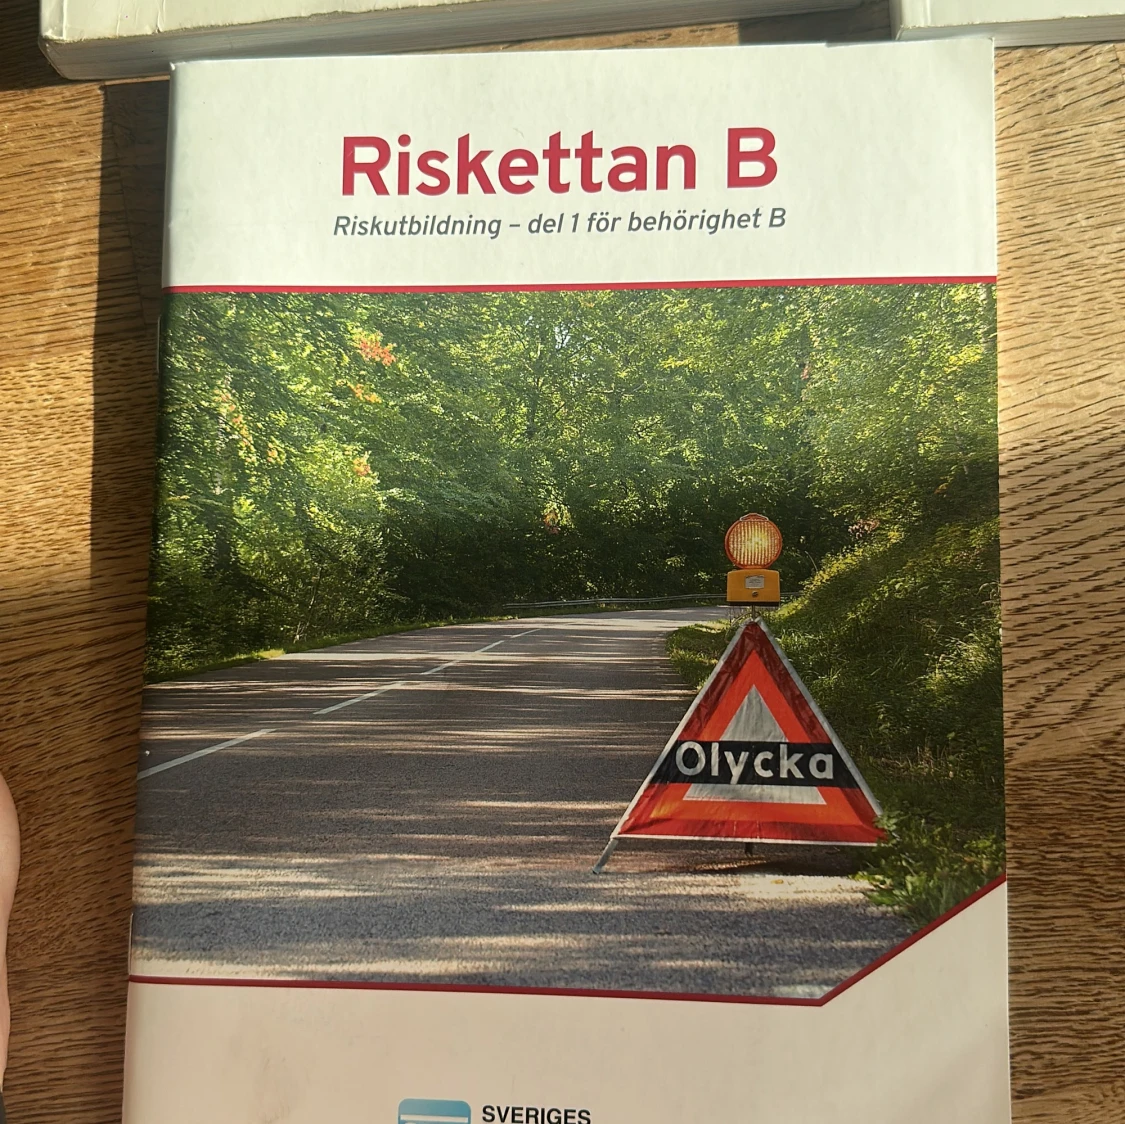 Riskettan B
Riskutbildning – del 1 för behörighet B
Olycka
SVERIGES